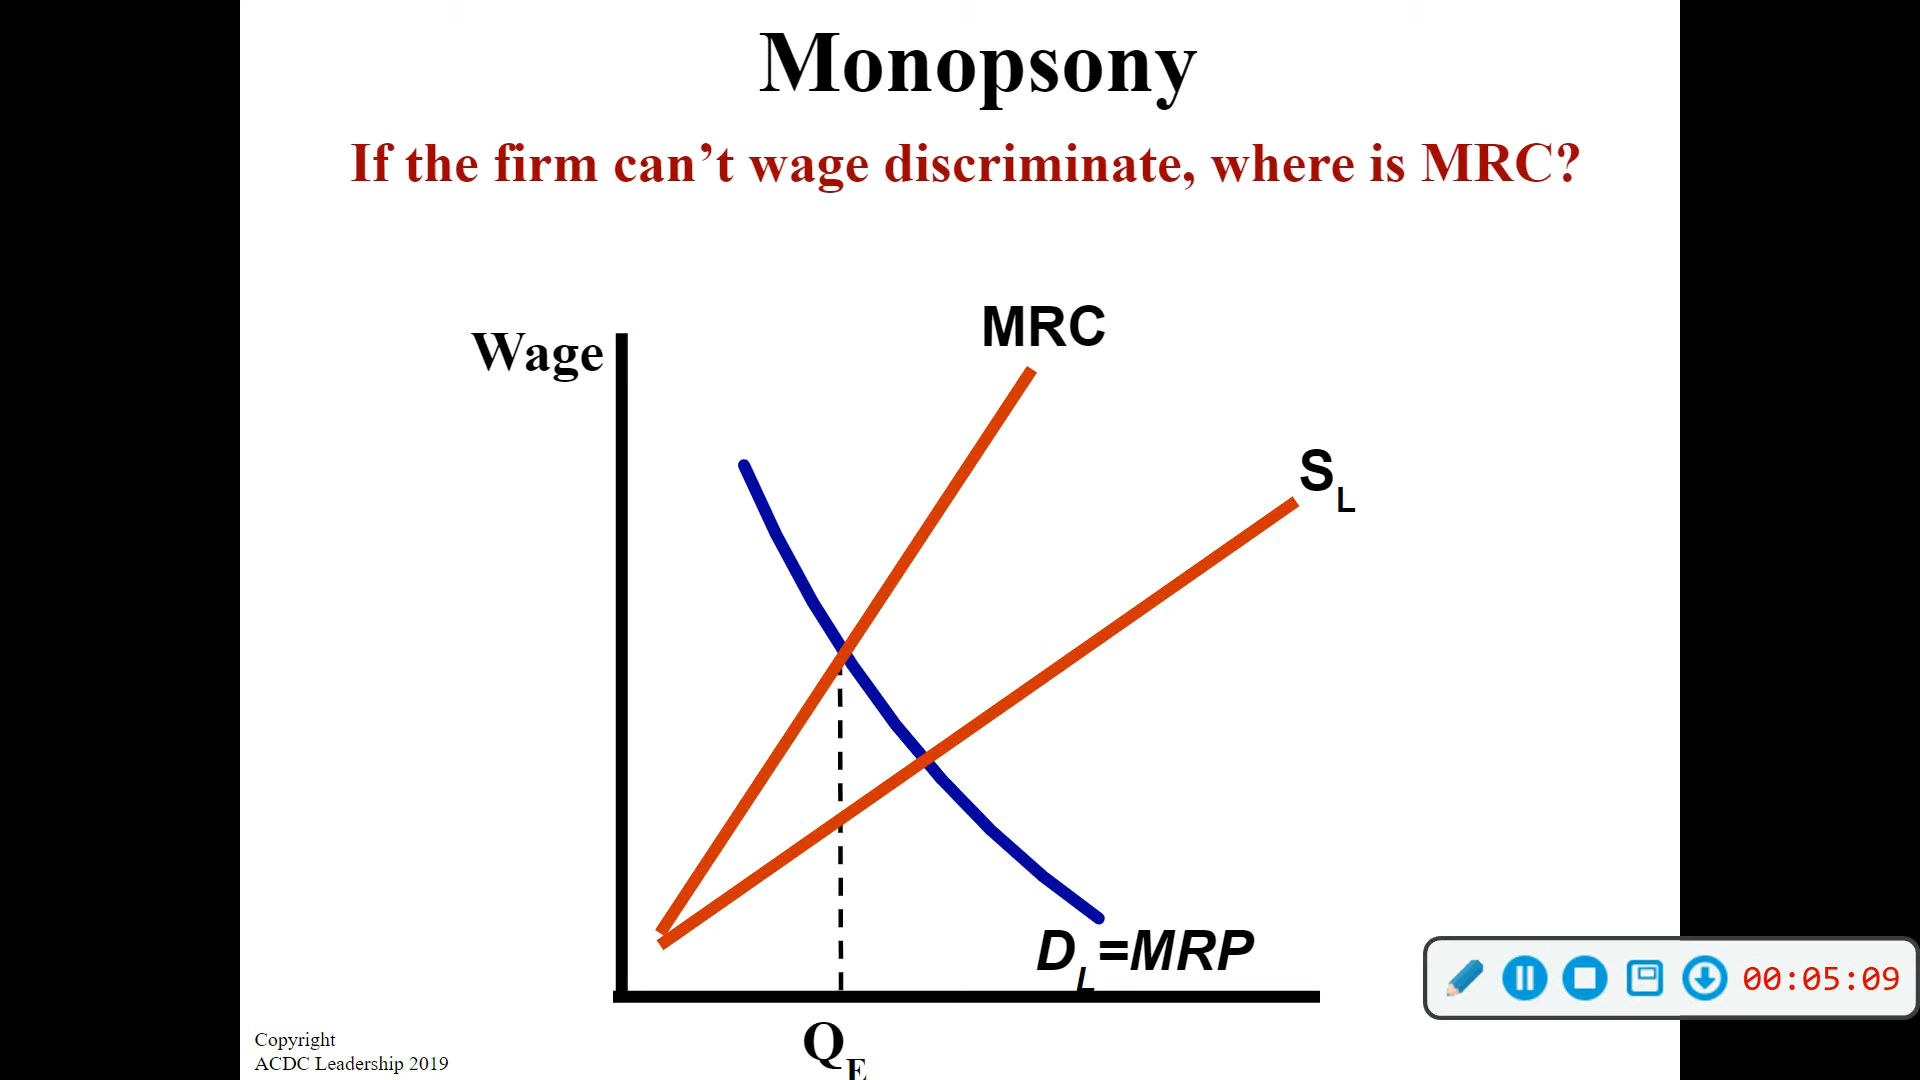 Monopsony
If the firm can’t wage discriminate, where is MRC?
MRC
Wage
SL
DL=MRP
00:05:09
QE
Copyright
ACDC Leadership 2019